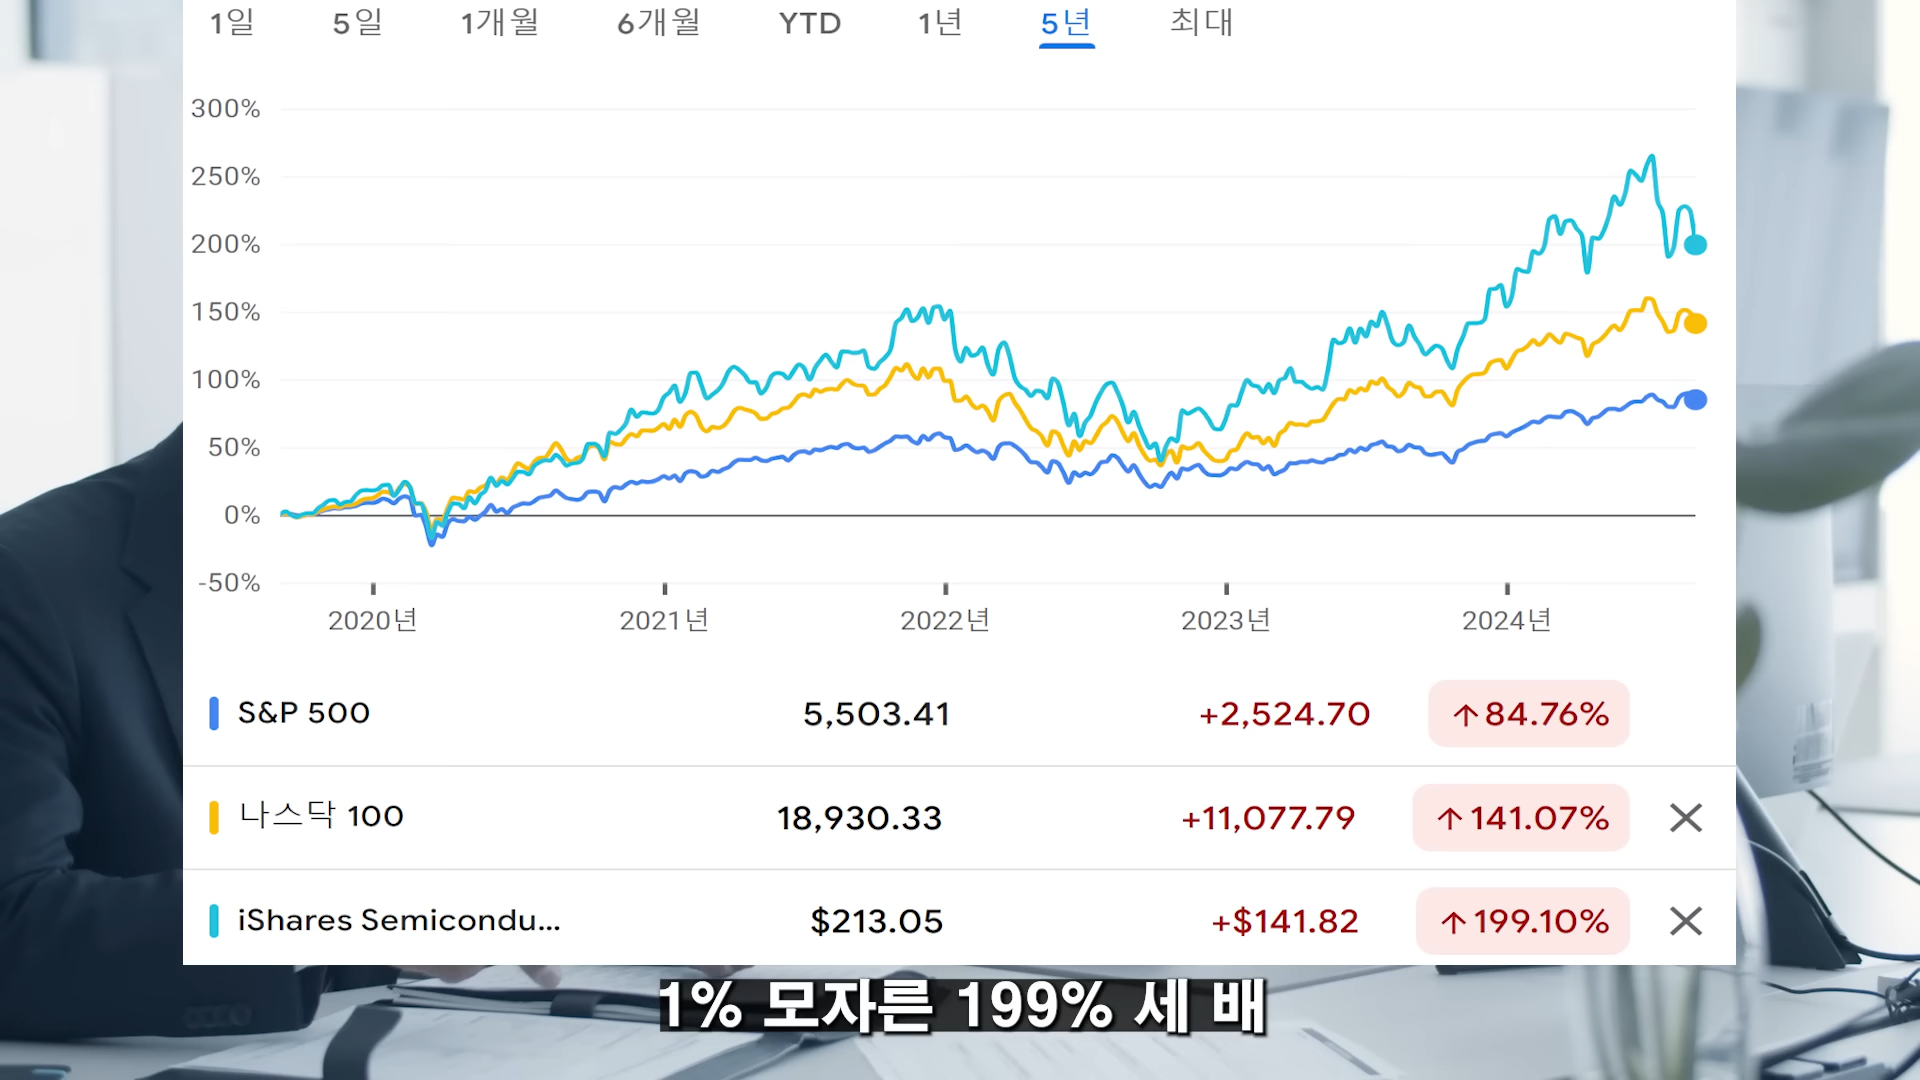 1일 5일 1개월 6개월 YTD 1년 5년 최대
300%
250%
200%
150%
100%
50%
0%
-50%
2020년 2021년 2022년 2023년 2024년
S&P 500 5,503.41 +2,524.70 ↑84.76%
나스닥 100 18,930.33 +11,077.79 ↑141.07%
iShares Semicondu... $213.05 +$141.82 ↑199.10%
1% 모자른 199% 세 배